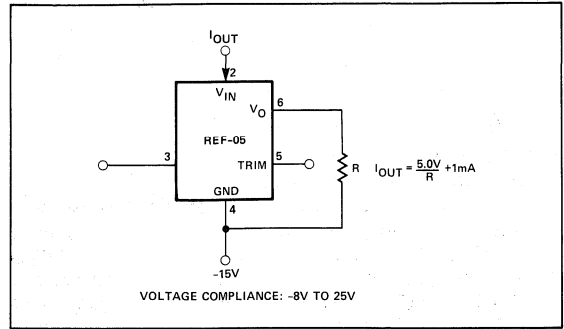 IOUT
2
VIN
VO
6
REF-05
3
TRIM
5
R
IOUT = 5.0V/R +1mA
GND
4
-15V
VOLTAGE COMPLIANCE: -8V TO 25V